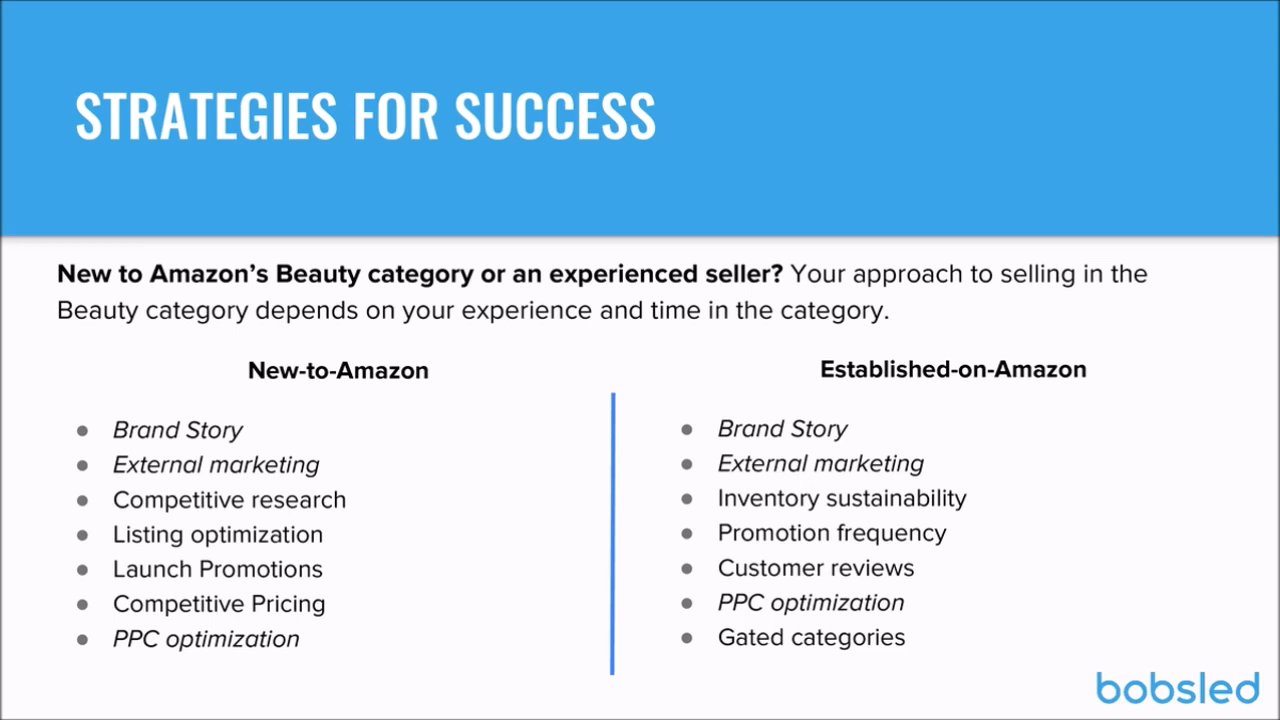 STRATEGIES FOR SUCCESS
New to Amazon’s Beauty category or an experienced seller? Your approach to selling in the
Beauty category depends on your experience and time in the category.
New-to-Amazon
Brand Story
External marketing
Competitive research
Listing optimization
Launch Promotions
Competitive Pricing
PPC optimization
Established-on-Amazon
Brand Story
External marketing
Inventory sustainability
Promotion frequency
Customer reviews
PPC optimization
Gated categories
bobsled